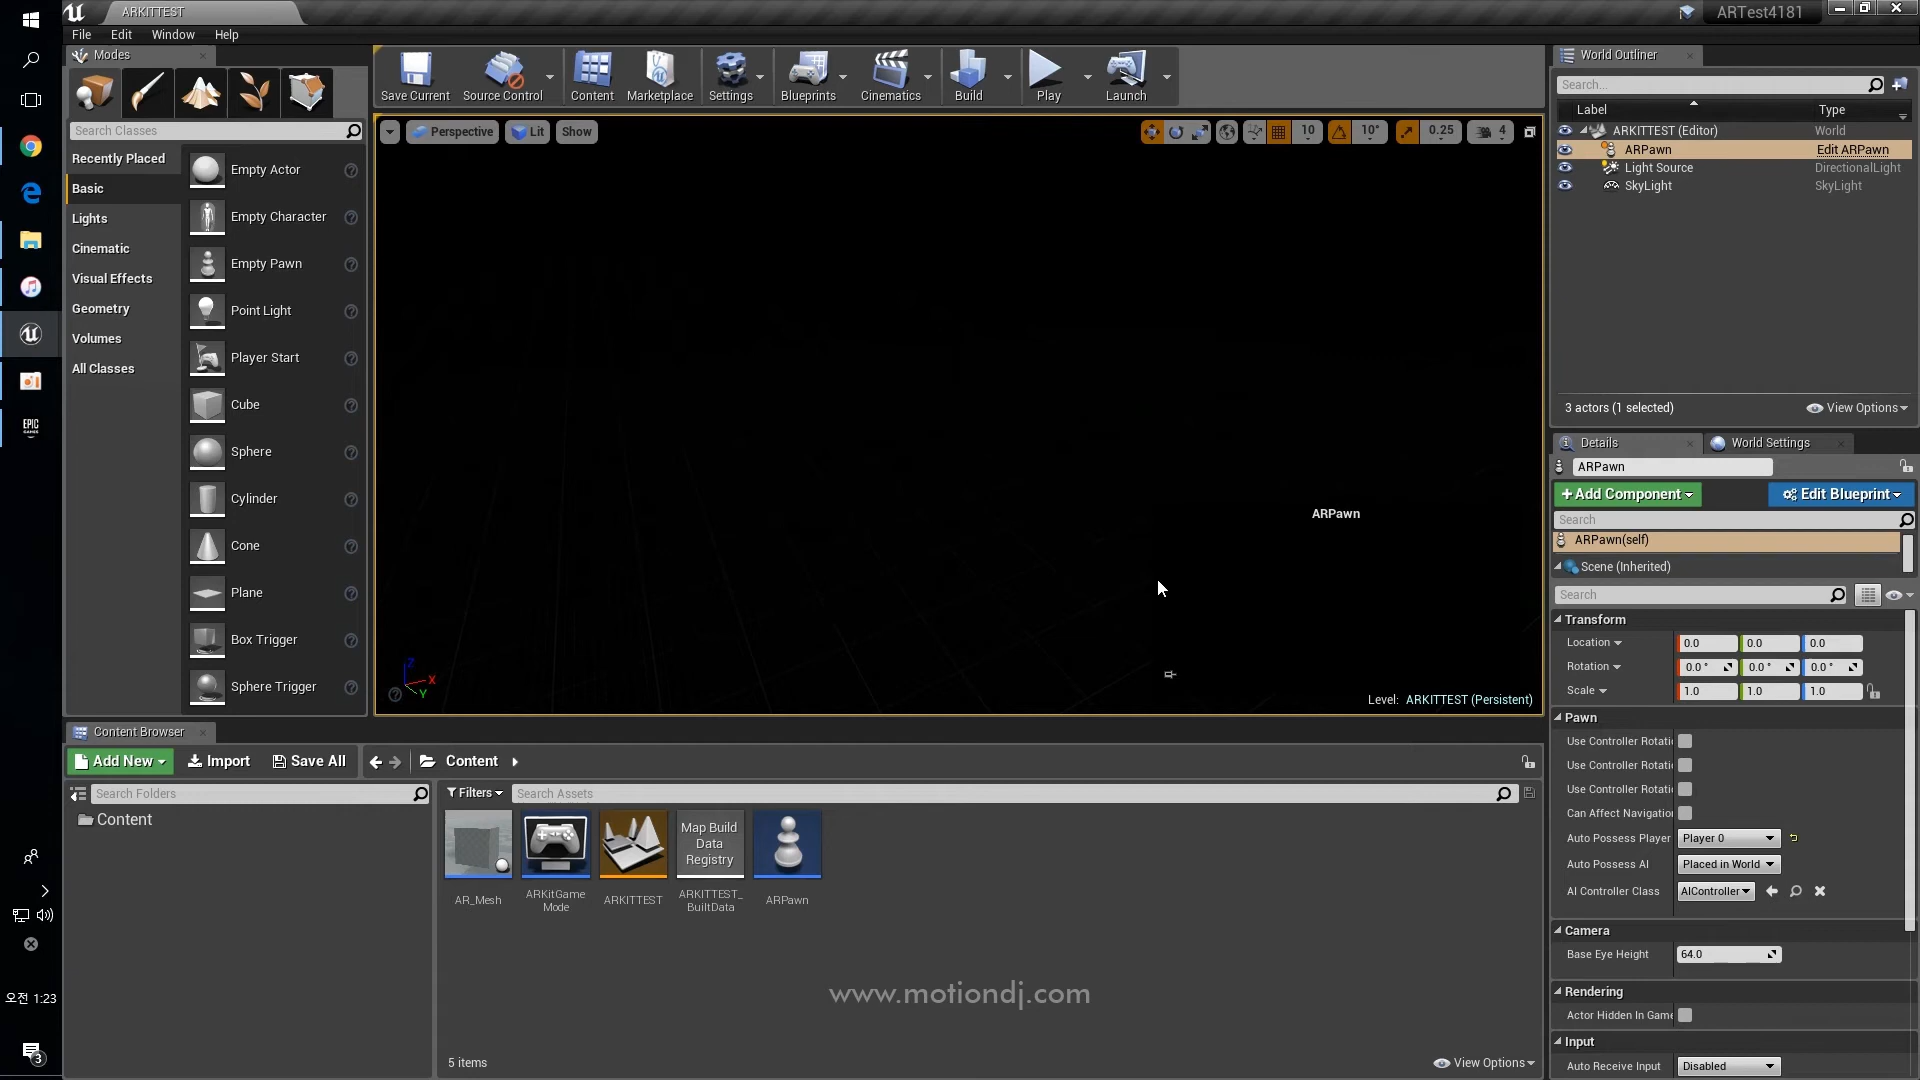 ARKITTEST
ARTest4181
File Edit Window Help
Modes
Search Classes
Recently Placed
Basic
Lights
Cinematic
Visual Effects
Geometry
Volumes
All Classes
Empty Actor
Empty Character
Empty Pawn
Point Light
Player Start
Cube
Sphere
Cylinder
Cone
Plane
Box Trigger
Sphere Trigger
Save Current Source Control Content Marketplace Settings Blueprints Cinematics Build Play Launch
Perspective Lit Show
10 10° 0.25 4
ARPawn
Z X Y
Level: ARKITTEST (Persistent)
World Outliner
Search...
Label Type
ARKITTEST (Editor) World
ARPawn Edit ARPawn
Light Source DirectionalLight
SkyLight SkyLight
3 actors (1 selected) View Options
Details World Settings
ARPawn
+Add Component Edit Blueprint
Search
ARPawn(self)
Scene (Inherited)
Search
Transform
Location 0.0 0.0 0.0
Rotation 0.0 ° 0.0 ° 0.0 °
Scale 1.0 1.0 1.0
Pawn
Use Controller Rotati
Use Controller Rotati
Use Controller Rotati
Can Affect Navigation
Auto Possess Player Player 0
Auto Possess AI Placed in World
AI Controller Class AIController
Camera
Base Eye Height 64.0
Rendering
Actor Hidden In Game
Input
Auto Receive Input Disabled
Content Browser
Add New Import Save All Content
Search Folders
Content
Filters Search Assets
Map Build
Data
Registry
AR_Mesh
ARKitGame
Mode
ARKITTEST
ARKITTEST_
BuiltData
ARPawn
www.motiondj.com
5 items View Options
EPIC
GAMES
오전 1:23
3